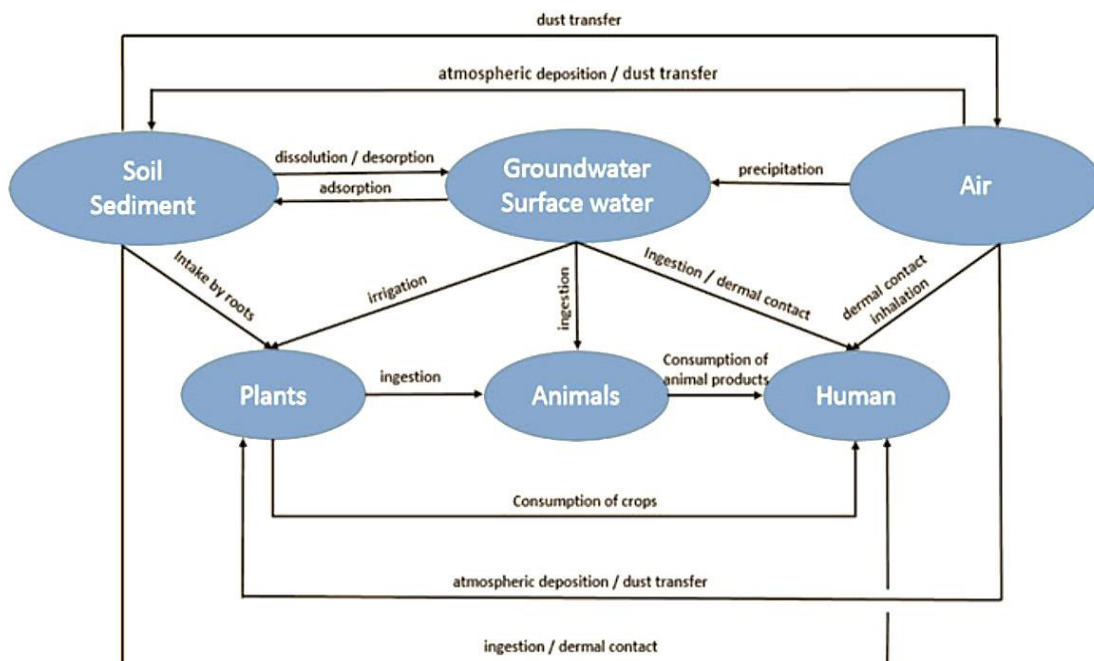 dust transfer
atmospheric deposition / dust transfer
Soil
Sediment
dissolution / desorption
adsorption
Groundwater
Surface water
precipitation
Air
Intake by roots
irrigation
ingestion
Ingestion / dermal contact
dermal contact
inhalation
Plants
ingestion
Animals
Consumption of
animal products
Human
Consumption of crops
atmospheric deposition / dust transfer
ingestion / dermal contact